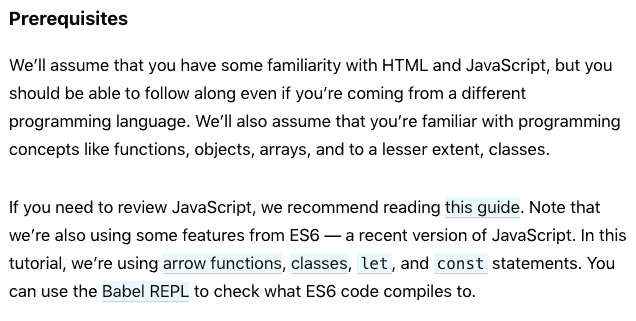 Prerequisites
We’ll assume that you have some familiarity with HTML and JavaScript, but you
should be able to follow along even if you’re coming from a different
programming language. We’ll also assume that you’re familiar with programming
concepts like functions, objects, arrays, and to a lesser extent, classes.
If you need to review JavaScript, we recommend reading this guide. Note that
we’re also using some features from ES6 — a recent version of JavaScript. In this
tutorial, we’re using arrow functions, classes, let, and const statements. You
can use the Babel REPL to check what ES6 code compiles to.